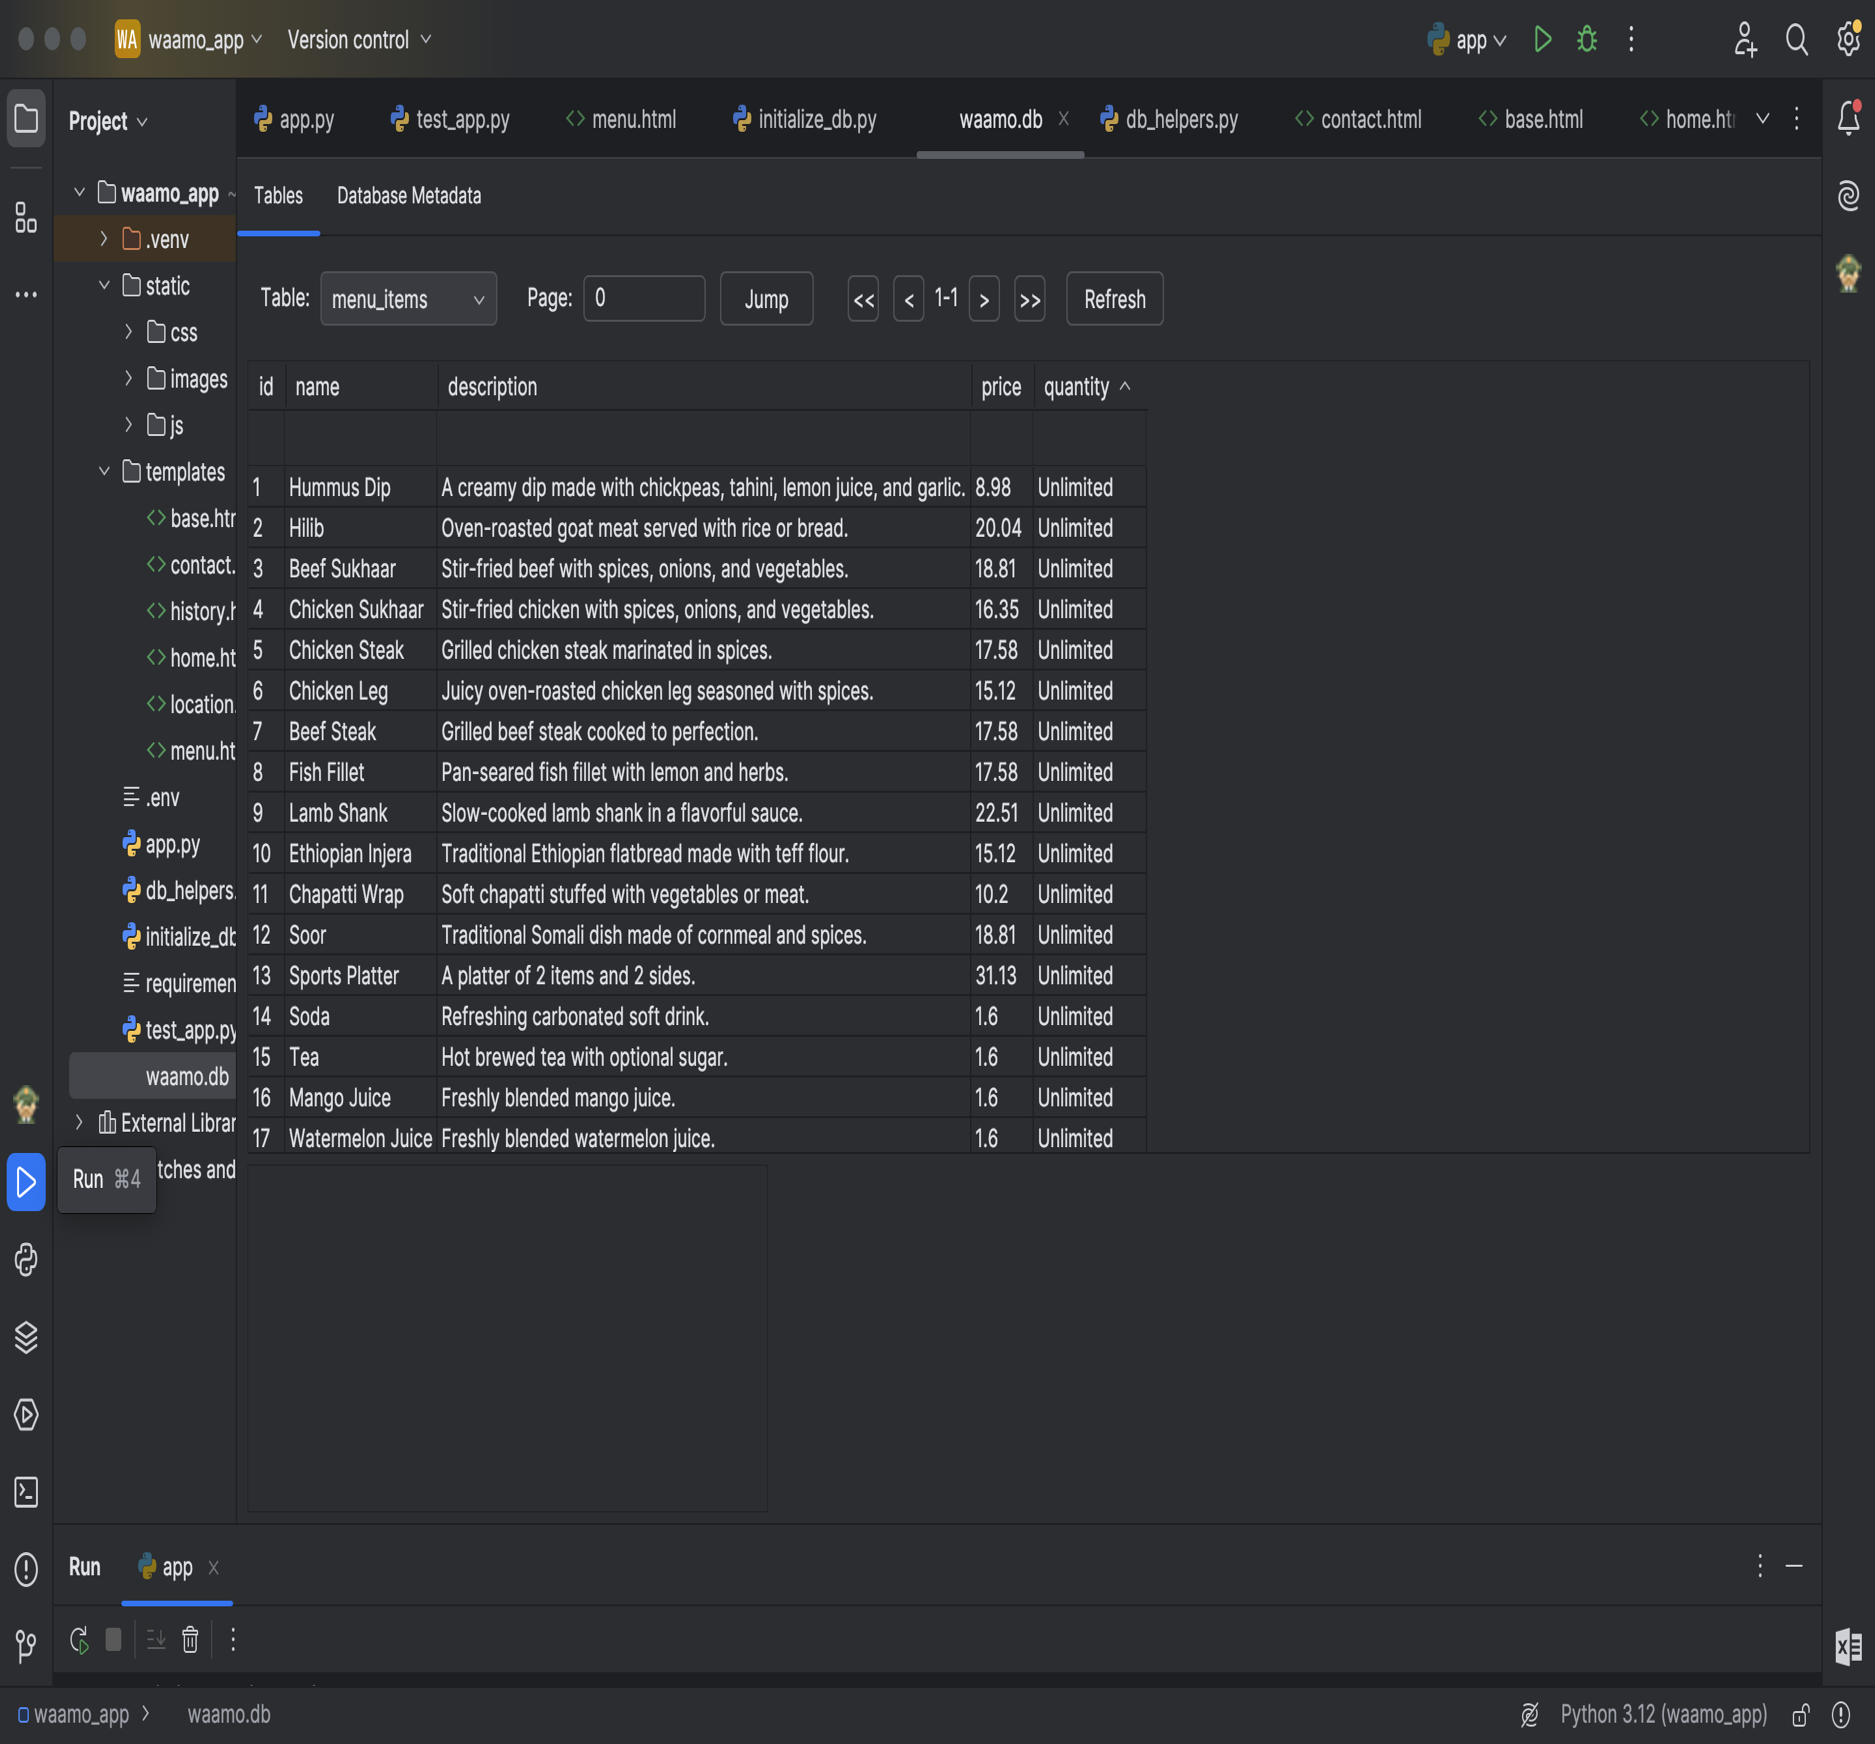 WA waamo_app Version control app
Project app.py test_app.py menu.html initialize_db.py waamo.db db_helpers.py contact.html base.html home.ht
waamo_app ~
.venv
static
css
images
js
templates
base.htr
contact.
history.h
home.ht
location.
menu.ht
.env
app.py
db_helpers.
initialize_db
requiremen
test_app.py
waamo.db
External Librar
tches and
Run ⌘4
Tables Database Metadata
Table: menu_items Page: 0 Jump << < 1-1 > >> Refresh
id name description price quantity
1 Hummus Dip A creamy dip made with chickpeas, tahini, lemon juice, and garlic. 8.98 Unlimited
2 Hilib Oven-roasted goat meat served with rice or bread. 20.04 Unlimited
3 Beef Sukhaar Stir-fried beef with spices, onions, and vegetables. 18.81 Unlimited
4 Chicken Sukhaar Stir-fried chicken with spices, onions, and vegetables. 16.35 Unlimited
5 Chicken Steak Grilled chicken steak marinated in spices. 17.58 Unlimited
6 Chicken Leg Juicy oven-roasted chicken leg seasoned with spices. 15.12 Unlimited
7 Beef Steak Grilled beef steak cooked to perfection. 17.58 Unlimited
8 Fish Fillet Pan-seared fish fillet with lemon and herbs. 17.58 Unlimited
9 Lamb Shank Slow-cooked lamb shank in a flavorful sauce. 22.51 Unlimited
10 Ethiopian Injera Traditional Ethiopian flatbread made with teff flour. 15.12 Unlimited
11 Chapatti Wrap Soft chapatti stuffed with vegetables or meat. 10.2 Unlimited
12 Soor Traditional Somali dish made of cornmeal and spices. 18.81 Unlimited
13 Sports Platter A platter of 2 items and 2 sides. 31.13 Unlimited
14 Soda Refreshing carbonated soft drink. 1.6 Unlimited
15 Tea Hot brewed tea with optional sugar. 1.6 Unlimited
16 Mango Juice Freshly blended mango juice. 1.6 Unlimited
17 Watermelon Juice Freshly blended watermelon juice. 1.6 Unlimited
Run app
waamo_app > waamo.db Python 3.12 (waamo_app)